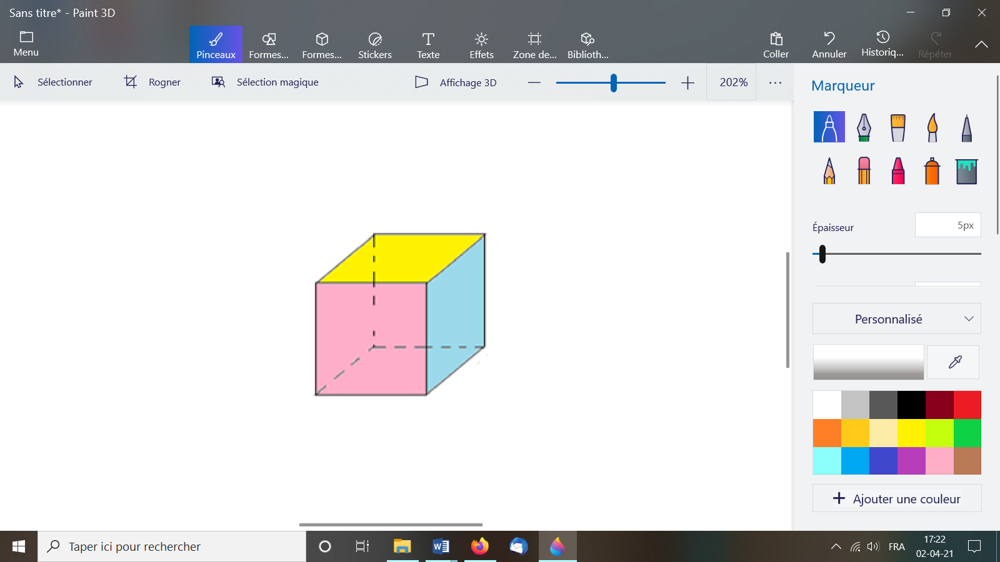 Sans titre* - Paint 3D
Menu
Pinceaux
Formes...
Formes...
Stickers
Texte
Effets
Zone de...
Biblioth...
Coller
Annuler
Historiq...
Répéter
Sélectionner
Rogner
Sélection magique
Affichage 3D
202%
Marqueur
Épaisseur
5px
Personnalisé
Ajouter une couleur
Taper ici pour rechercher
W
FRA
17:22
02-04-21